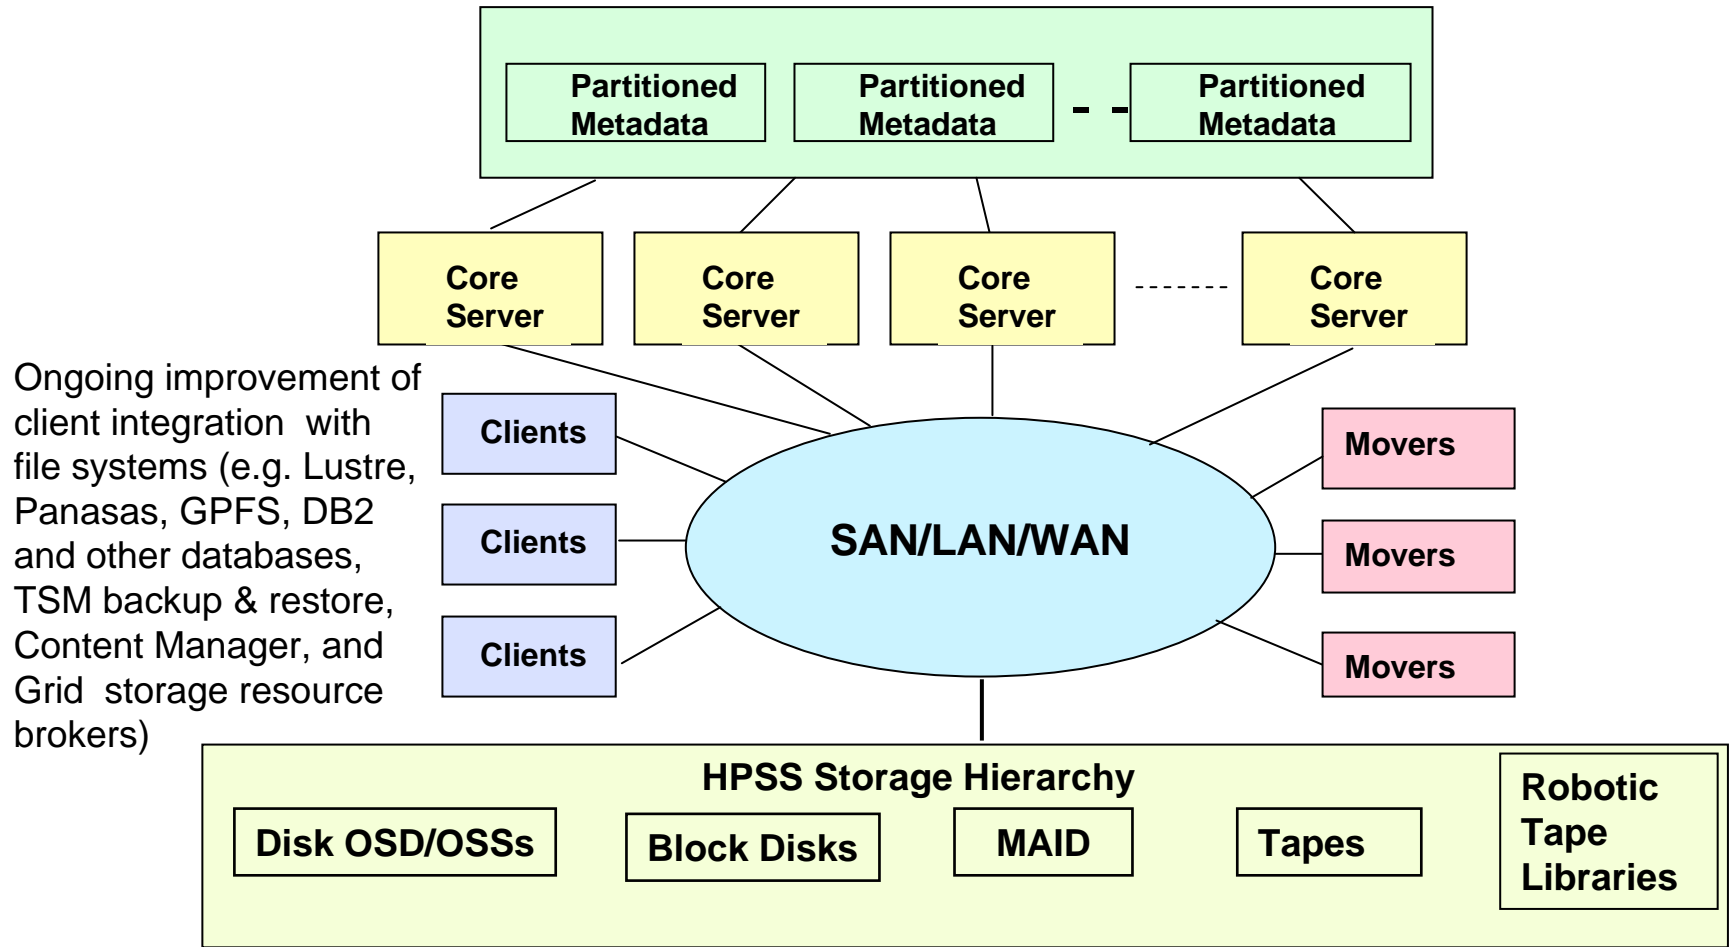 Partitioned
Metadata
Partitioned
Metadata
- -
Partitioned
Metadata
Core
Server
Core
Server
Core
Server
Core
Server
Ongoing improvement of
client integration with
file systems (e.g. Lustre,
Panasas, GPFS, DB2
and other databases,
TSM backup & restore,
Content Manager, and
Grid storage resource
brokers)
Clients
Clients
Clients
SAN/LAN/WAN
Movers
Movers
Movers
HPSS Storage Hierarchy
Disk OSD/OSSs
Block Disks
MAID
Tapes
Robotic
Tape
Libraries